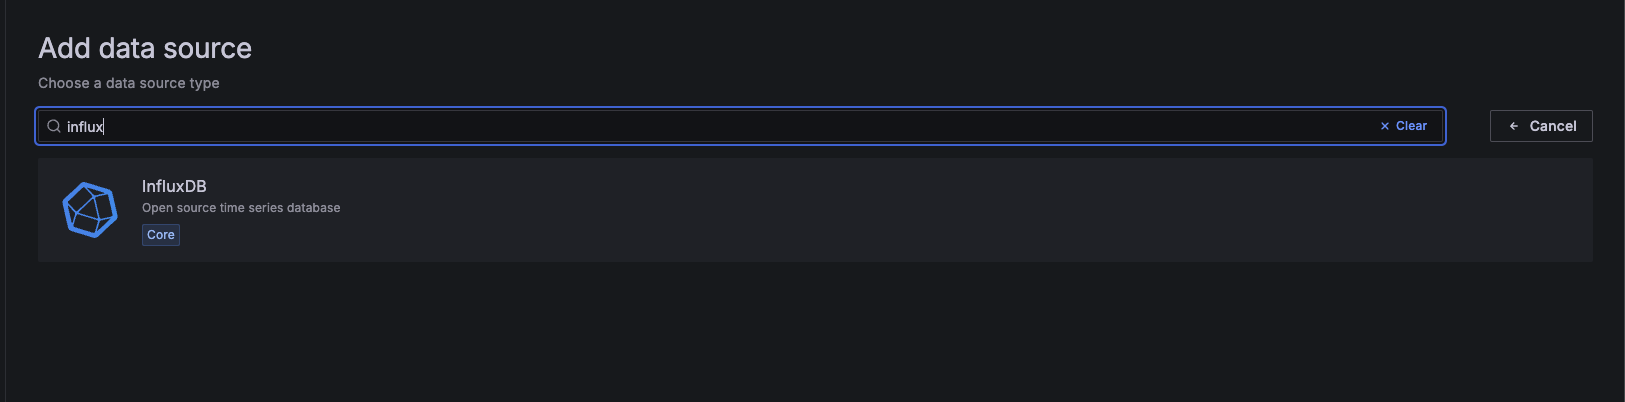 Add data source
Choose a data source type
influx
Clear
Cancel
InfluxDB
Open source time series database
Core